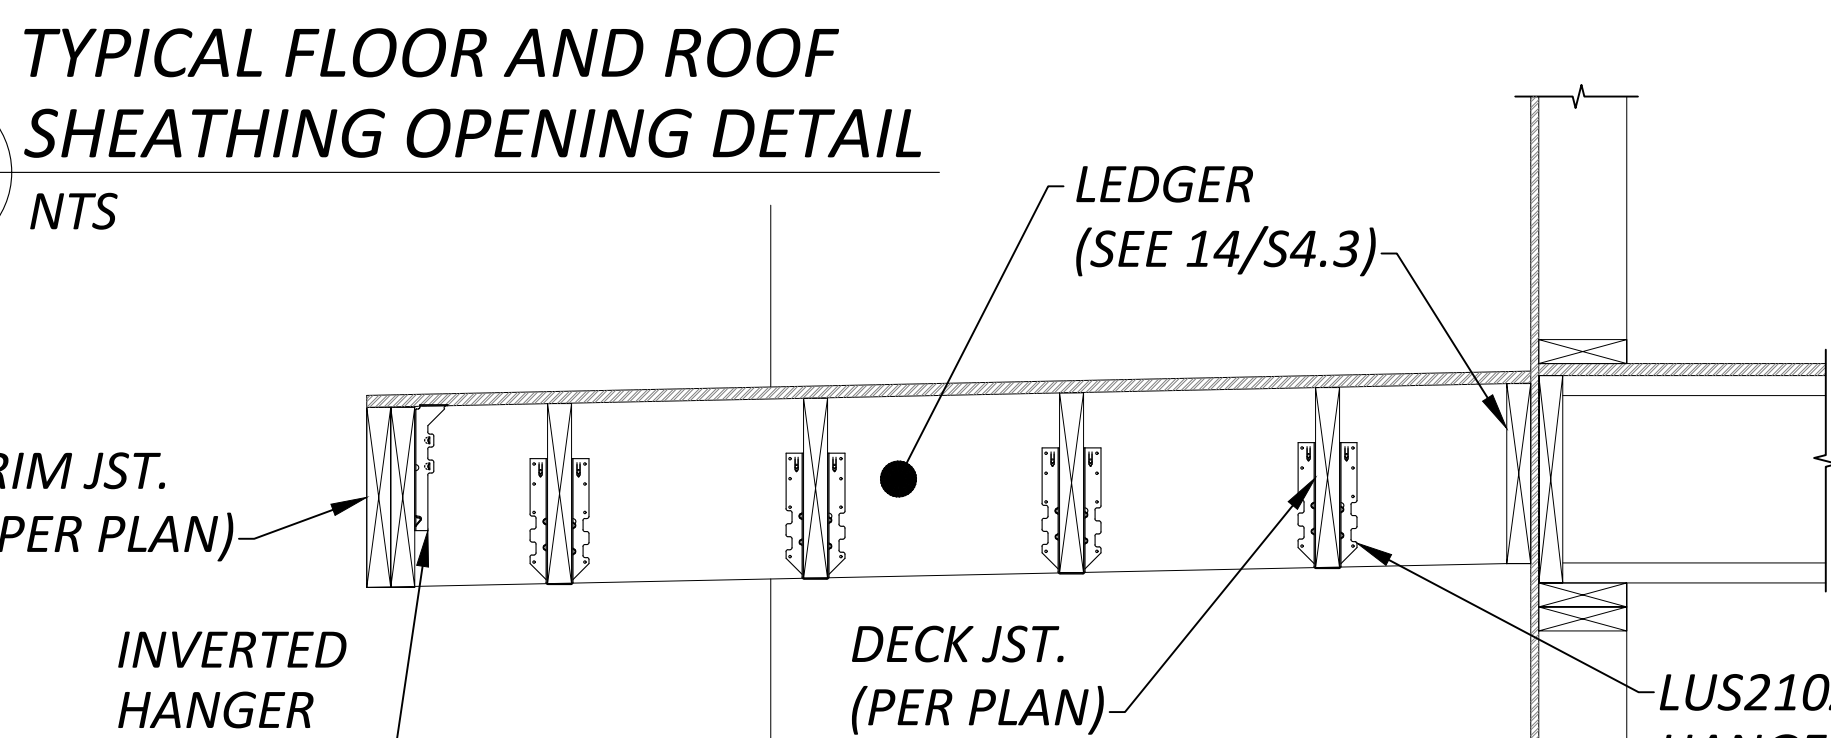 TYPICAL FLOOR AND ROOF
SHEATHING OPENING DETAIL
NTS
LEDGER
(SEE 14/S4.3)
JST.
PER PLAN)
INVERTED
HANGER
DECK JST.
(PER PLAN)